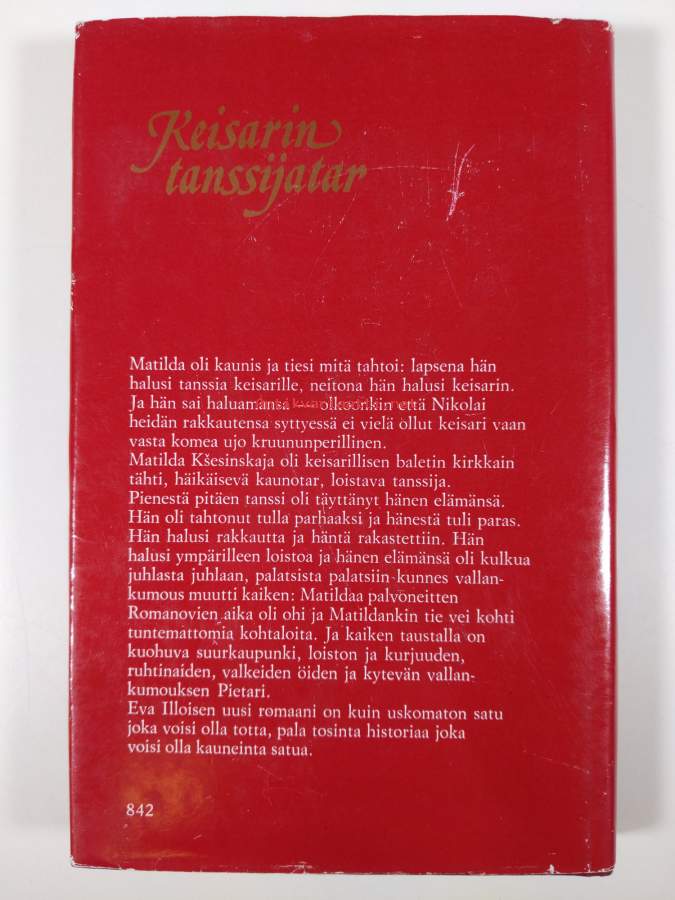 Keisarin
tanssijatar
Matilda oli kaunis ja tiesi mitä tahtoi: lapsena hän
halusi tanssia keisarille, neitona hän halusi keisarin.
Ja hän sai haluamansa — olkoonkin että Nikolai
heidän rakkautensa syttyessä ei vielä ollut keisari vaan
vasta komea ujo kruununperillinen.
Matilda Kšesinskaja oli keisarillisen baletin kirkkain
tähti, häikäisevä kaunotar, loistava tanssija.
Pienestä pitäen tanssi oli täyttänyt hänen elämänsä.
Hän oli tahtonut tulla parhaaksi ja hänestä tuli paras.
Hän halusi rakkautta ja häntä rakastettiin. Hän
halusi ympärilleen loistoa ja hänen elämänsä oli kulkua
juhlasta juhlaan, palatsista palatsiin kunnes vallan-
kumous muutti kaiken: Matildaa palvoneitten
Romanovien aika oli ohi ja Matildankin tie vei kohti
tuntemattomia kohtaloita. Ja kaiken taustalla on
kuohuva suurkaupunki, loiston ja kurjuuden,
ruhtinaiden, valkeiden öiden ja kytevän vallan-
kumouksen Pietari.
Eva Illoisen uusi romaani on kuin uskomaton satu
joka voisi olla totta, pala tosinta historiaa joka
voisi olla kauneinta satua.
842